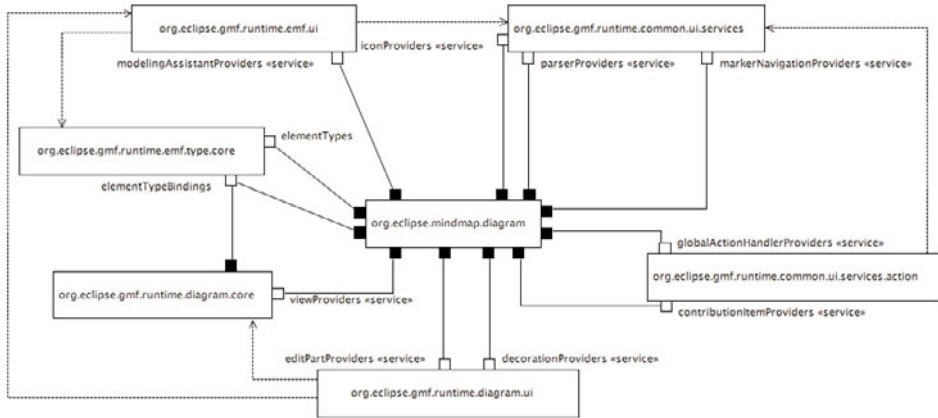 org.eclipse.gmf.runtime.emf.ui
org.eclipse.gmf.runtime.common.ui.services
iconProviders «service»
modelingAssistantProviders «service»
parserProviders «service»
markerNavigationProviders «service»
elementTypes
org.eclipse.gmf.runtime.emf.type.core
elementTypeBindings
org.eclipse.mindmap.diagram
globalActionHandlerProviders «service»
org.eclipse.gmf.runtime.common.ui.services.action
org.eclipse.gmf.runtime.diagram.core
viewProviders «service»
contributionItemProviders «service»
editPartProviders «service»
decorationProviders «service»
org.eclipse.gmf.runtime.diagram.ui